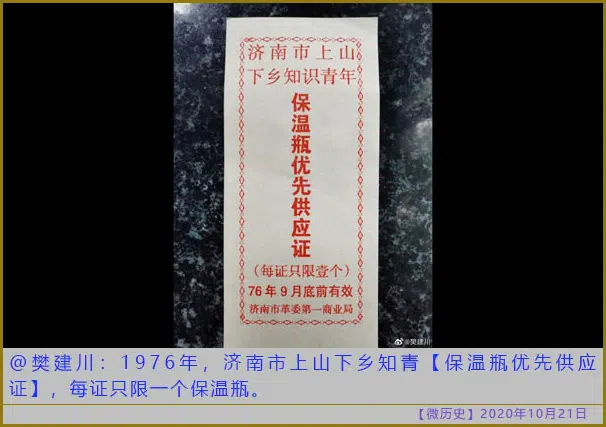 济南市上山
下乡知识青年
保温瓶优先供应证
（每证只限壹个）
76年9月底前有效
济南市革委第一商业局
@樊建川
@樊建川：1976年，济南市上山下乡知青【保温瓶优先供应
证】，每证只限一个保温瓶。
【微历史】2020年10月21日